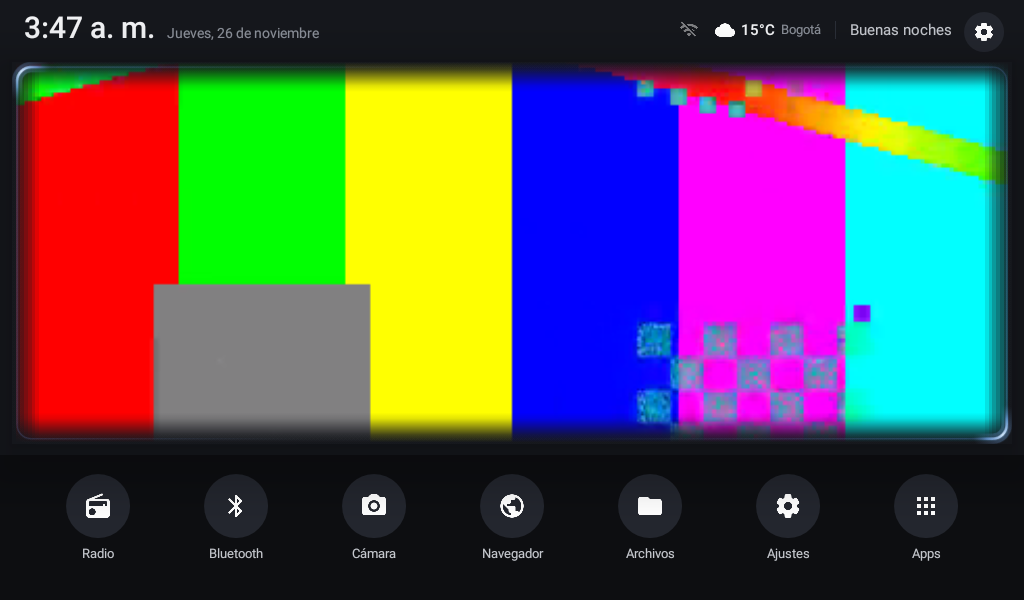 3:47 a. m.
Jueves, 26 de noviembre
15°C Bogotá
Buenas noches
Radio
Bluetooth
Cámara
Navegador
Archivos
Ajustes
Apps